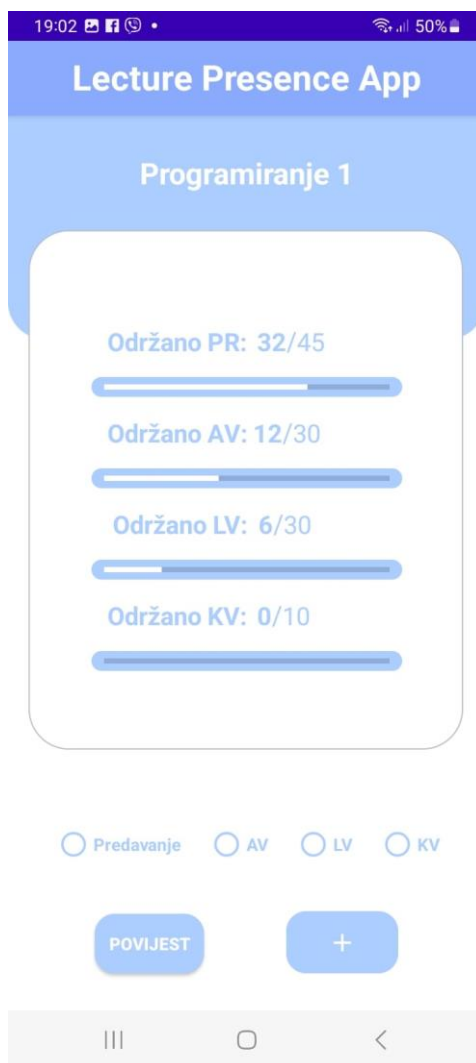 19:02 50%
Lecture Presence App
Programiranje 1
Održano PR: 32/45
Održano AV: 12/30
Održano LV: 6/30
Održano KV: 0/10
Predavanje AV LV KV
POVIJEST +